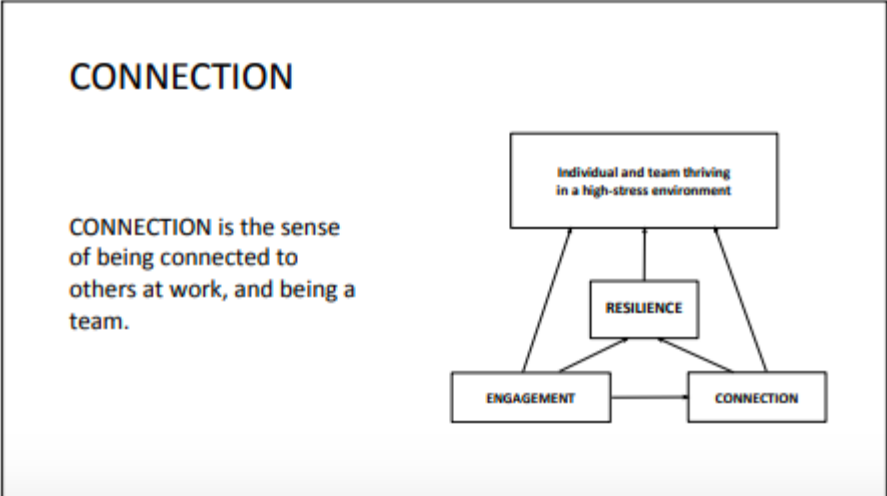 CONNECTION
CONNECTION is the sense
of being connected to
others at work, and being a
team.
Individual and team thriving
in a high-stress environment
RESILIENCE
ENGAGEMENT
CONNECTION